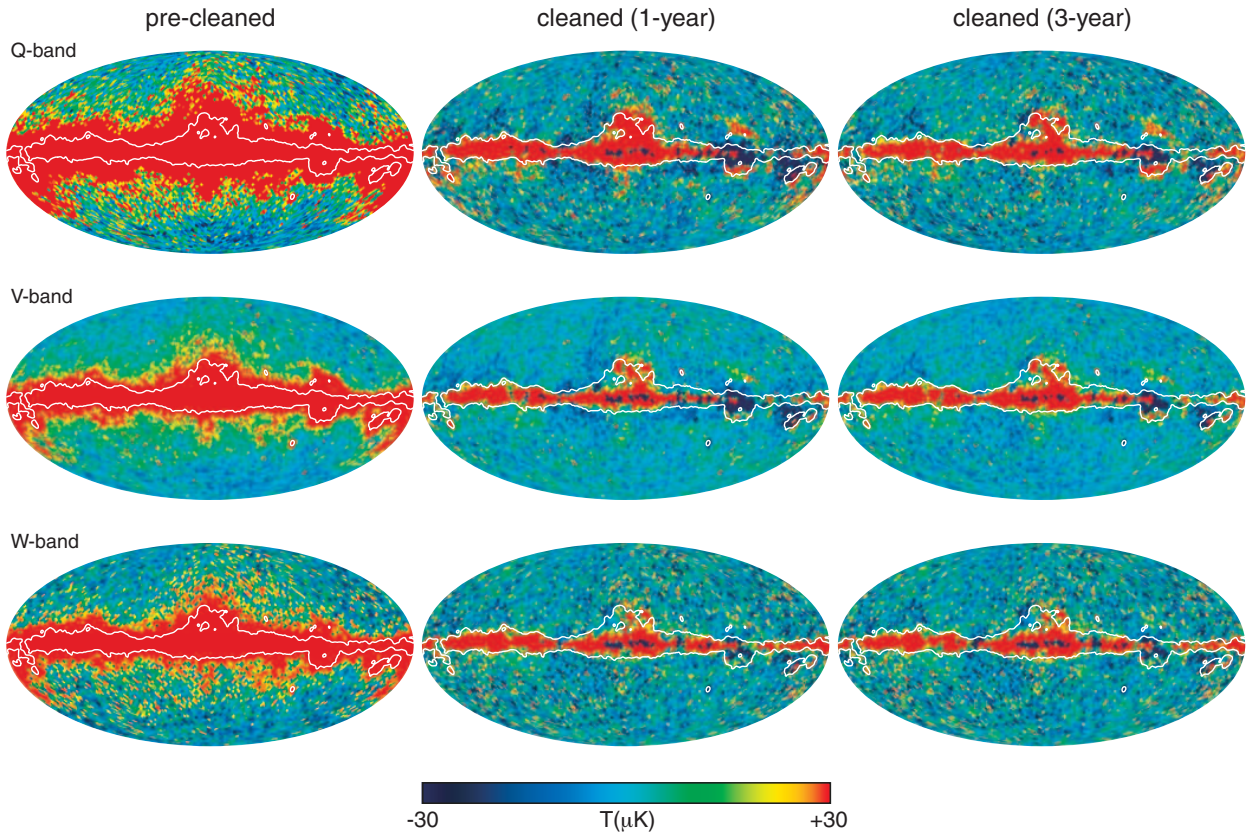 pre-cleaned
cleaned (1-year)
cleaned (3-year)
Q-band
V-band
W-band
-30
T(μK)
+30